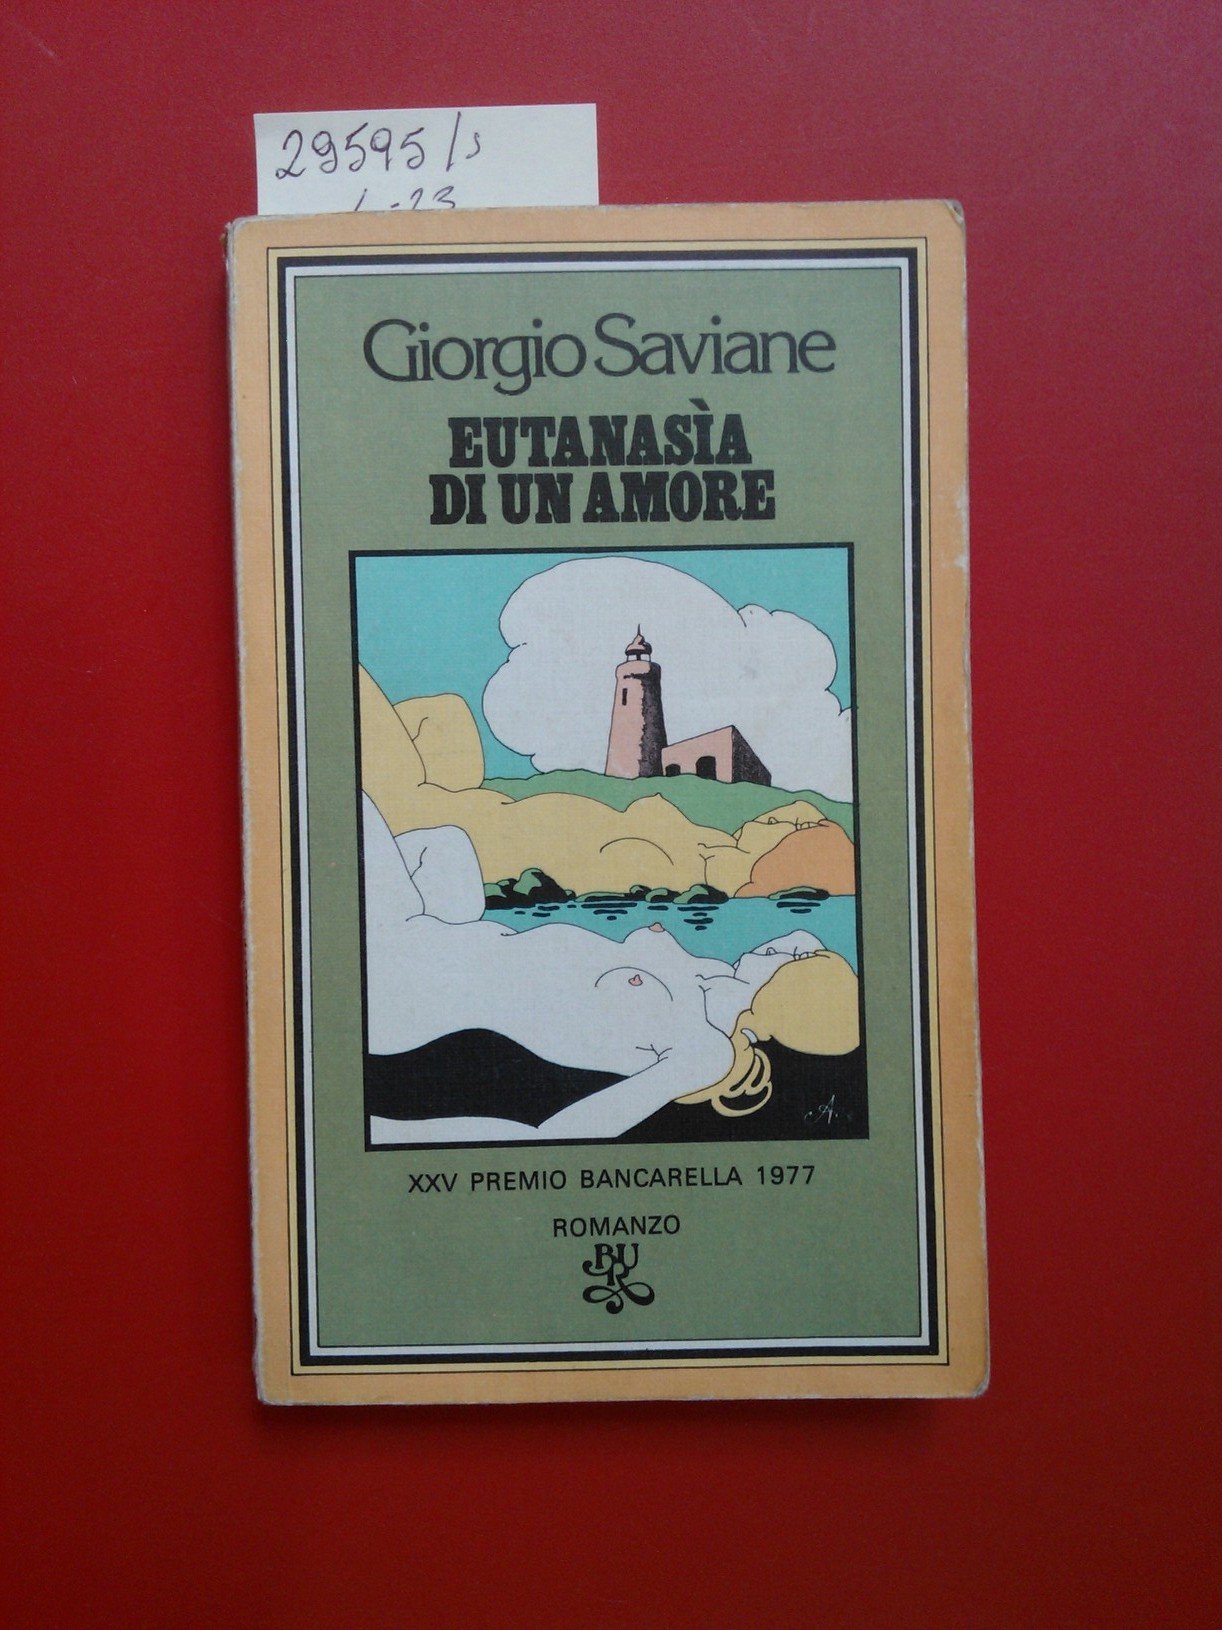 29595/s
Giorgio Saviane
EUTANASÌA
DI UN AMORE
A.
XXV PREMIO BANCARELLA 1977
ROMANZO
BUR